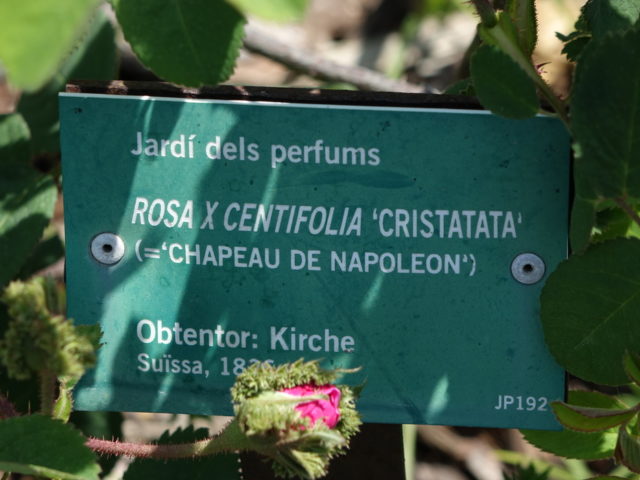 Jardí dels perfums
ROSA X CENTIFOLIA ‘CRISTATATA’
(=‘CHAPEAU DE NAPOLEON‘)
Obtentor: Kirche
Suïssa,
JP192